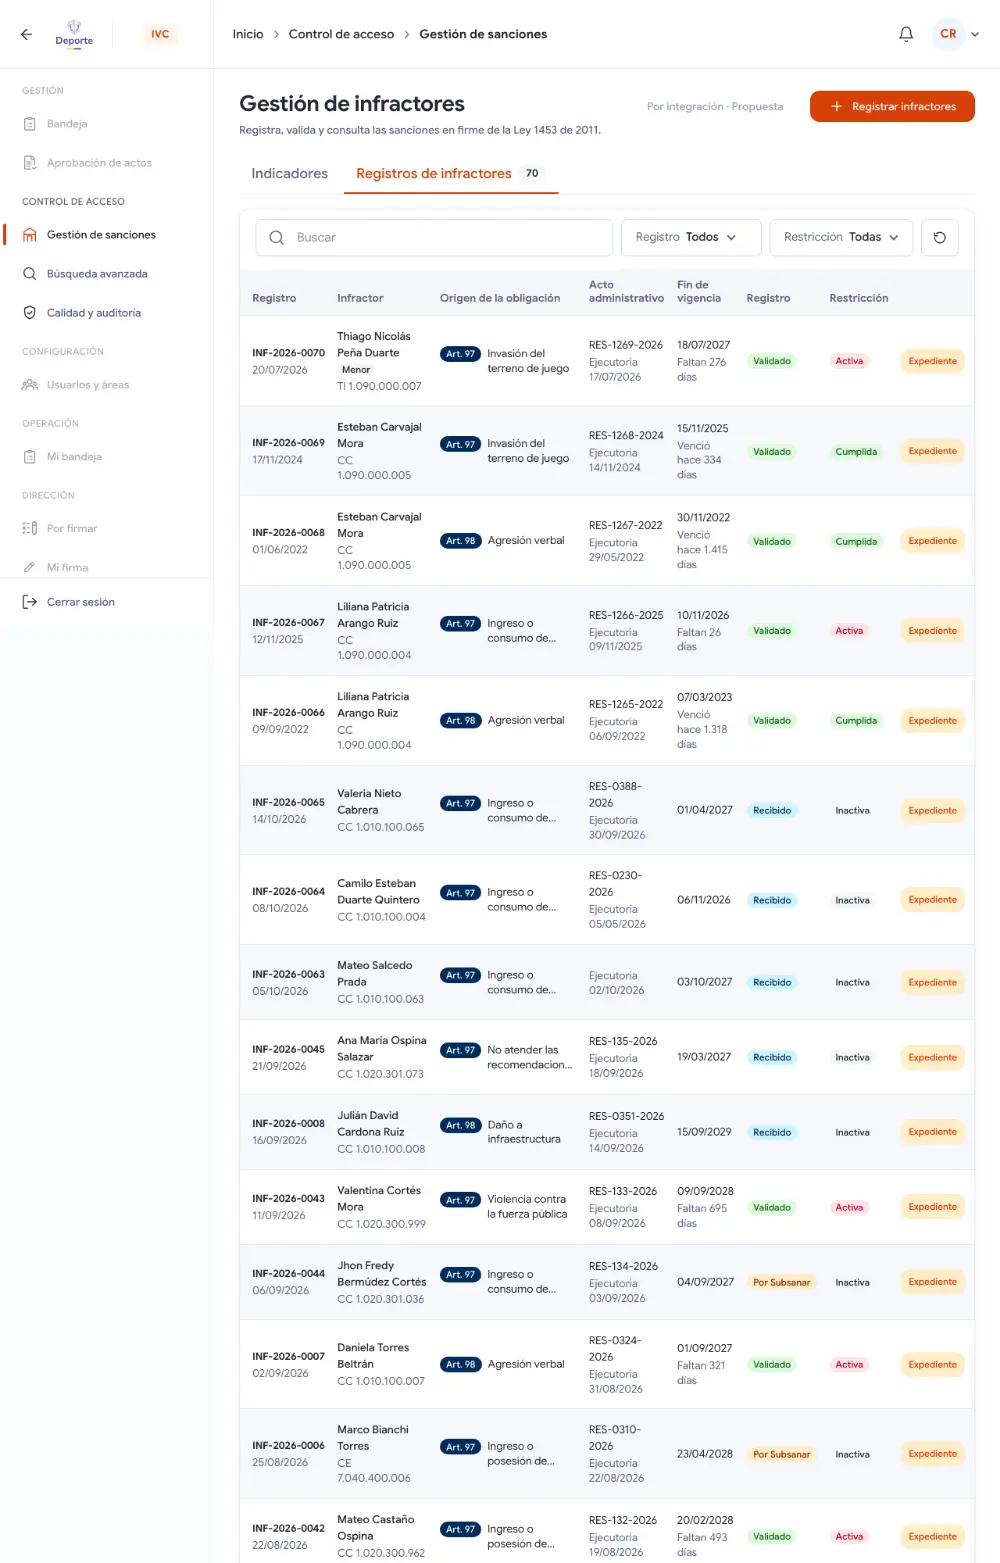 Deporte
IVC
Inicio > Control de acceso > Gestión de sanciones
CR
GESTIÓN
Bandeja
Aprobación de actos
CONTROL DE ACCESO
Gestión de sanciones
Búsqueda avanzada
Calidad y auditoria
CONFIGURACIÓN
Usuarios y áreas
OPERACIÓN
Mi bandeja
DIRECCIÓN
Por firmar
Mi firma
Cerrar sesión
Gestión de infractores
Registra, valida y consulta las sanciones en firme de la Ley 1453 de 2011.
Por integración · Propuesta
+ Registrar infractores
Indicadores
Registros de infractores 70
Buscar
Registro Todos
Restricción Todas
Registro
Infractor
Origen de la obligación
Acto
administrativo
Fin de
vigencia
Registro
Restricción
INF-2026-0070
20/07/2026
Thiago Nicolás
Peña Duarte
Menor
TI 1.090.000.007
Art. 97
Invasión del
terreno de juego
RES-1269-2026
Ejecutoria
17/07/2026
18/07/2027
Faltan 276
días
Validado
Activa
Expediente
INF-2026-0069
17/11/2024
Esteban Carvajal
Mora
CC
1.090.000.005
Art. 97
Invasión del
terreno de juego
RES-1268-2024
Ejecutoria
14/11/2024
15/11/2025
Venció
hace 334
días
Validado
Cumplida
Expediente
INF-2026-0068
01/06/2022
Esteban Carvajal
Mora
CC
1.090.000.005
Art. 98
Agresión verbal
RES-1267-2022
Ejecutoria
29/05/2022
30/11/2022
Venció
hace 1.415
días
Validado
Cumplida
Expediente
INF-2026-0067
12/11/2025
Liliana Patricia
Arango Ruiz
CC
1.090.000.004
Art. 97
Ingreso o
consumo de...
RES-1266-2025
Ejecutoria
09/11/2025
10/11/2026
Faltan 26
días
Validado
Activa
Expediente
INF-2026-0066
09/09/2022
Liliana Patricia
Arango Ruiz
CC
1.090.000.004
Art. 98
Agresión verbal
RES-1265-2022
Ejecutoria
06/09/2022
07/03/2023
Venció
hace 1.318
días
Validado
Cumplida
Expediente
INF-2026-0065
14/10/2026
Valeria Nieto
Cabrera
CC 1.010.100.065
Art. 97
Ingreso o
consumo de...
RES-0388-
2026
Ejecutoria
30/09/2026
01/04/2027
Recibido
Inactiva
Expediente
INF-2026-0064
08/10/2026
Camilo Esteban
Duarte Quintero
CC 1.010.100.004
Art. 97
Ingreso o
consumo de...
RES-0230-
2026
Ejecutoria
05/05/2026
06/11/2026
Recibido
Inactiva
Expediente
INF-2026-0063
05/10/2026
Mateo Salcedo
Prada
CC 1.010.100.063
Art. 97
Ingreso o
consumo de...
Ejecutoria
02/10/2026
03/10/2027
Recibido
Inactiva
Expediente
INF-2026-0045
21/09/2026
Ana María Ospina
Salazar
CC 1.020.301.073
Art. 97
No atender las
recomendacion...
RES-135-2026
Ejecutoria
18/09/2026
19/03/2027
Recibido
Inactiva
Expediente
INF-2026-0008
16/09/2026
Julián David
Cardona Ruiz
CC 1.010.100.008
Art. 98
Daño a
infraestructura
RES-0351-2026
Ejecutoria
14/09/2026
15/09/2029
Recibido
Inactiva
Expediente
INF-2026-0043
11/09/2026
Valentina Cortés
Mora
CC 1.020.300.999
Art. 97
Violencia contra
la fuerza pública
RES-133-2026
Ejecutoria
08/09/2026
09/09/2028
Faltan 695
días
Validado
Activa
Expediente
INF-2026-0044
06/09/2026
Jhon Fredy
Bermúdez Cortés
CC 1.020.301.036
Art. 97
Ingreso o
consumo de...
RES-134-2026
Ejecutoria
03/09/2026
04/09/2027
Por Subsanar
Inactiva
Expediente
INF-2026-0007
02/09/2026
Daniela Torres
Beltrán
CC 1.010.100.007
Art. 98
Agresión verbal
RES-0324-
2026
Ejecutoria
31/08/2026
01/09/2027
Faltan 321
días
Validado
Activa
Expediente
INF-2026-0006
25/08/2026
Marco Bianchi
Torres
CE
7.040.400.006
Art. 97
Ingreso o
posesión de...
RES-0310-
2026
Ejecutoria
22/08/2026
23/04/2028
Por Subsanar
Inactiva
Expediente
INF-2026-0042
22/08/2026
Mateo Castaño
Ospina
CC 1.020.300.962
Art. 97
Ingreso o
posesión de...
RES-132-2026
Ejecutoria
19/08/2026
20/02/2028
Faltan 493
días
Validado
Activa
Expediente